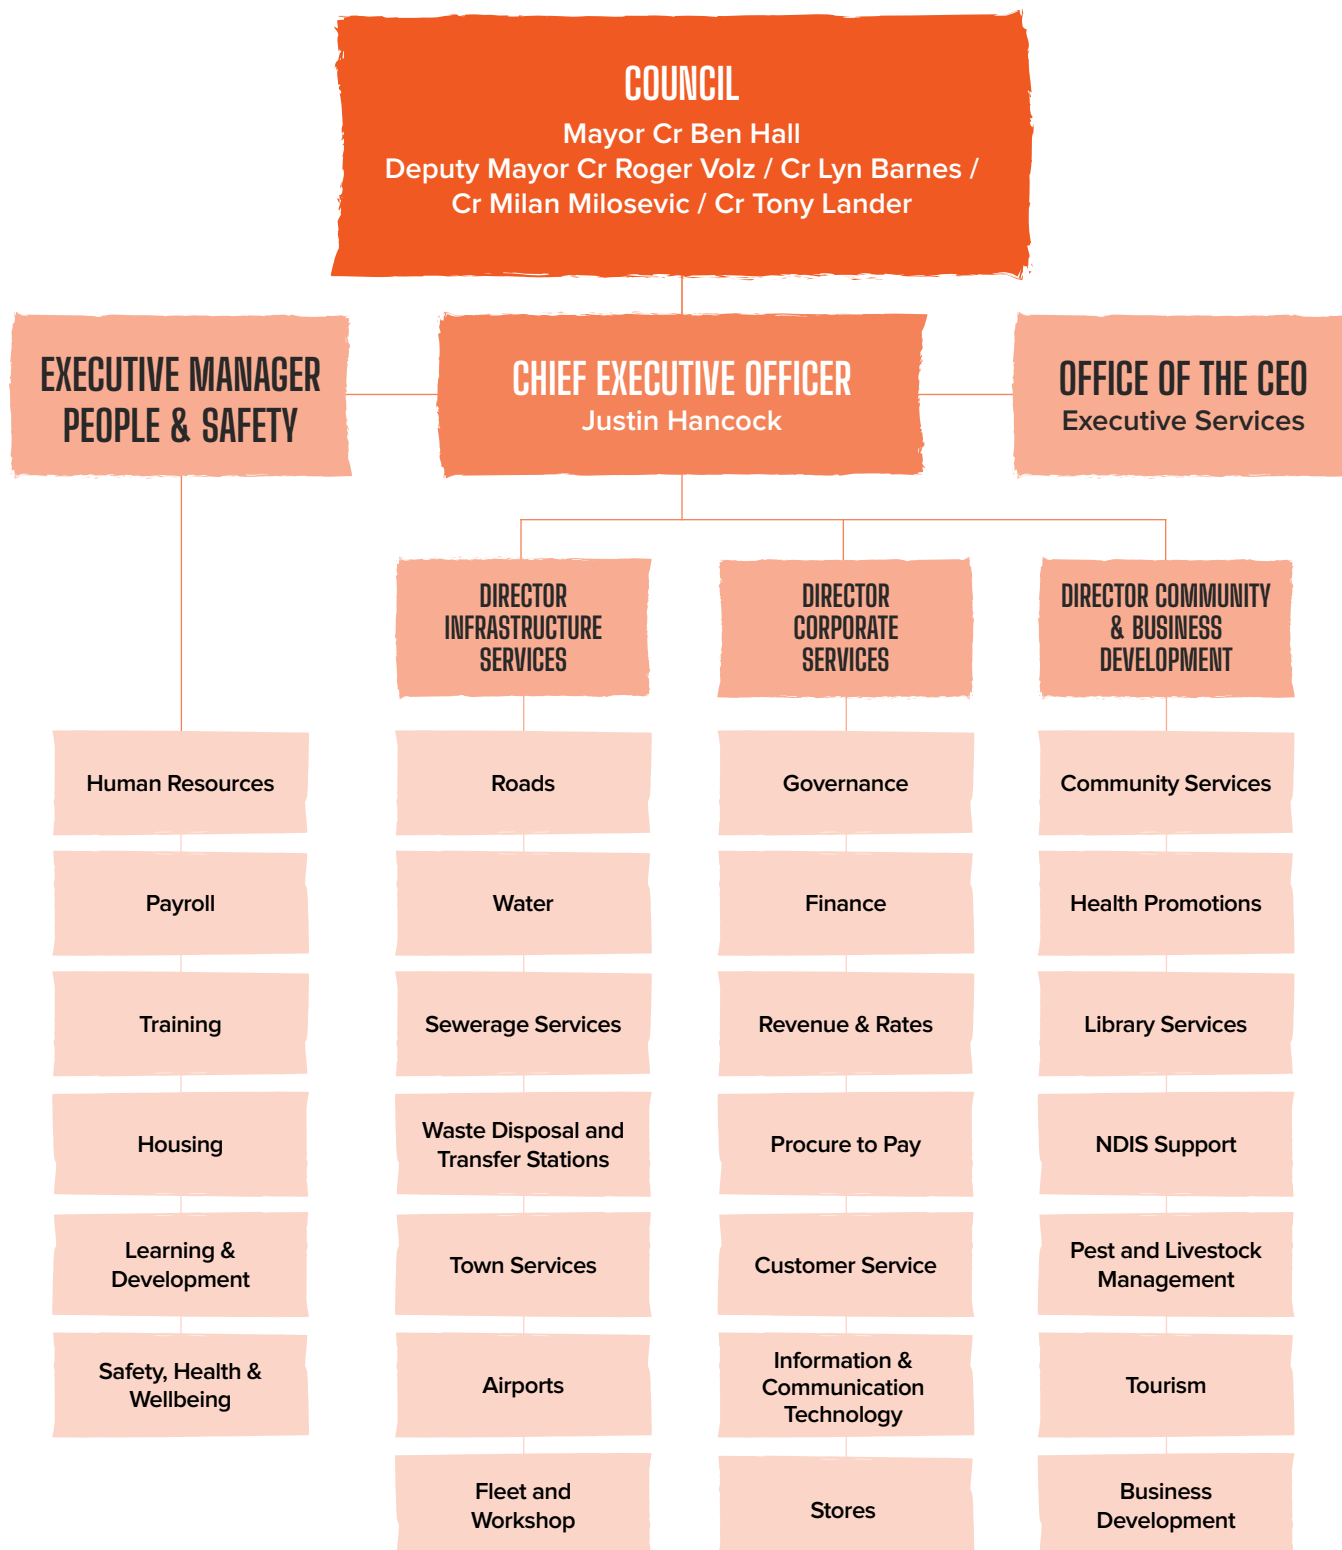 COUNCIL
Mayor Cr Ben Hall
Deputy Mayor Cr Roger Volz / Cr Lyn Barnes /
Cr Milan Milosevic / Cr Tony Lander
EXECUTIVE MANAGER
PEOPLE & SAFETY
CHIEF EXECUTIVE OFFICER
Justin Hancock
OFFICE OF THE CEO
Executive Services
DIRECTOR
INFRASTRUCTURE
SERVICES
DIRECTOR
CORPORATE
SERVICES
DIRECTOR COMMUNITY
& BUSINESS
DEVELOPMENT
Human Resources
Payroll
Training
Housing
Learning &
Development
Safety, Health &
Wellbeing
Roads
Water
Sewerage Services
Waste Disposal and
Transfer Stations
Town Services
Airports
Fleet and
Workshop
Governance
Finance
Revenue & Rates
Procure to Pay
Customer Service
Information &
Communication
Technology
Stores
Community Services
Health Promotions
Library Services
NDIS Support
Pest and Livestock
Management
Tourism
Business
Development